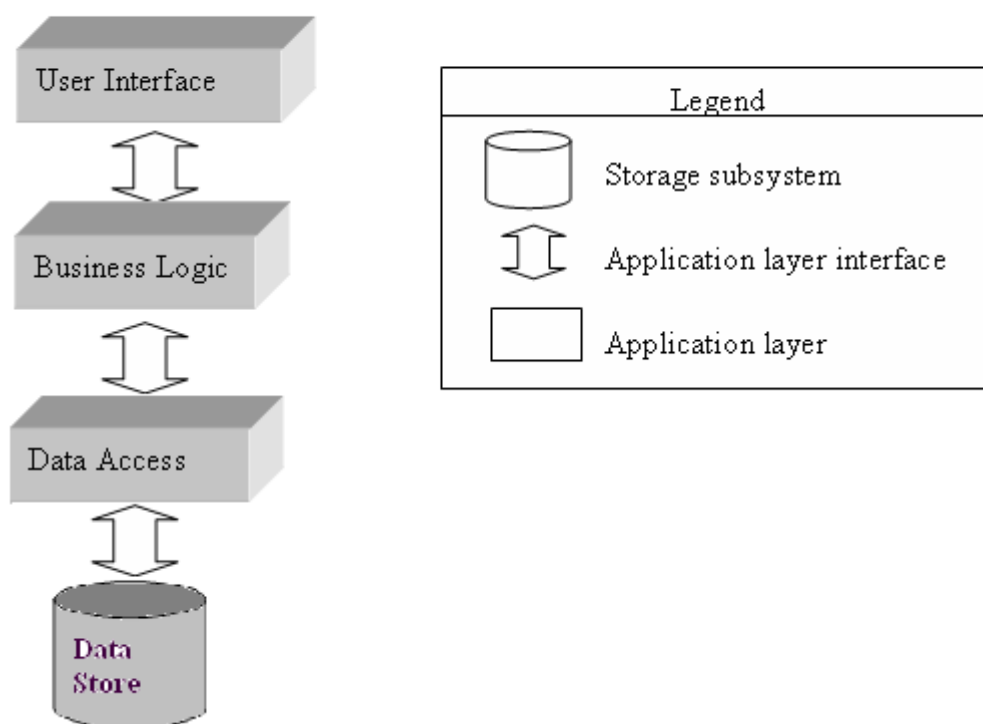 User Interface
Business Logic
Data Access
Data
Store
Legend
Storage subsystem
Application layer interface
Application layer